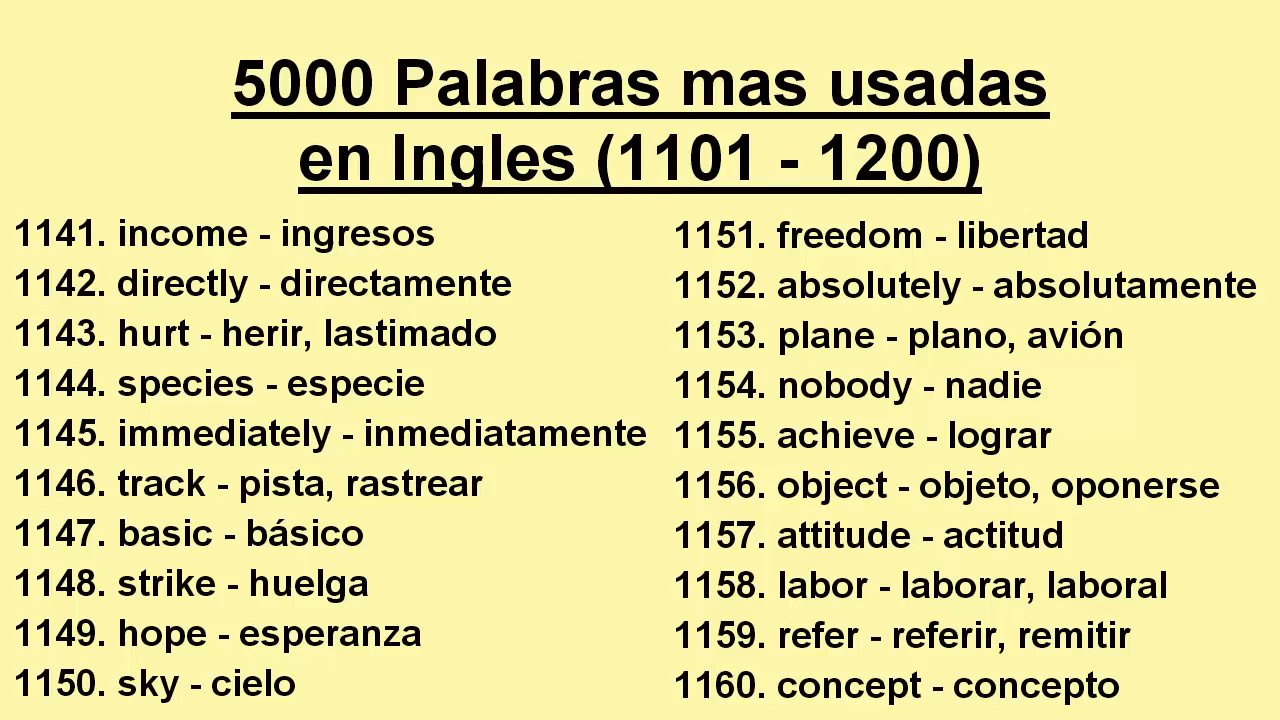 5000 Palabras mas usadas
en Ingles (1101 - 1200)
1141. income - ingresos
1142. directly - directamente
1143. hurt - herir, lastimado
1144. species - especie
1145. immediately - inmediatamente
1146. track - pista, rastrear
1147. basic - básico
1148. strike - huelga
1149. hope - esperanza
1150. sky - cielo
1151. freedom - libertad
1152. absolutely - absolutamente
1153. plane - plano, avión
1154. nobody - nadie
1155. achieve - lograr
1156. object - objeto, oponerse
1157. attitude - actitud
1158. labor - laborar, laboral
1159. refer - referir, remitir
1160. concept - concepto